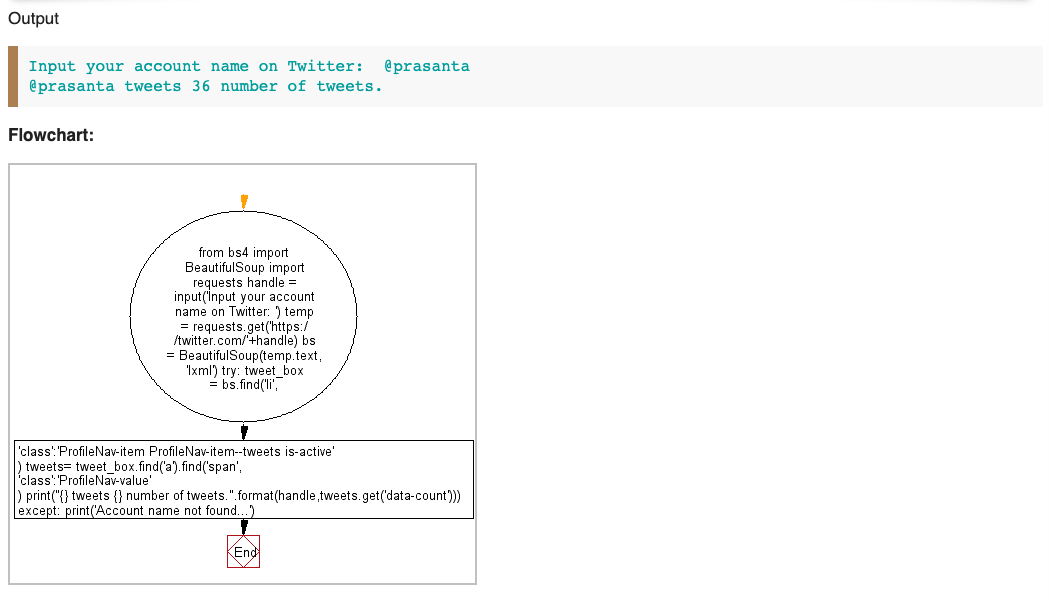 Output
Input your account name on Twitter:  @prasanta
@prasanta tweets 36 number of tweets.
Flowchart:
from bs4 import
BeautifulSoup import
requests handle =
input('Input your account
name on Twitter: ') temp
= requests.get('https:/
/twitter.com/'+handle) bs
= BeautifulSoup(temp.text,
'lxml') try: tweet_box
= bs.find('li',
'class':'ProfileNav-item ProfileNav-item--tweets is-active'
) tweets= tweet_box.find('a').find('span',
'class':'ProfileNav-value'
) print("{} tweets {} number of tweets.".format(handle,tweets.get('data-count')))
except: print('Account name not found...')
End